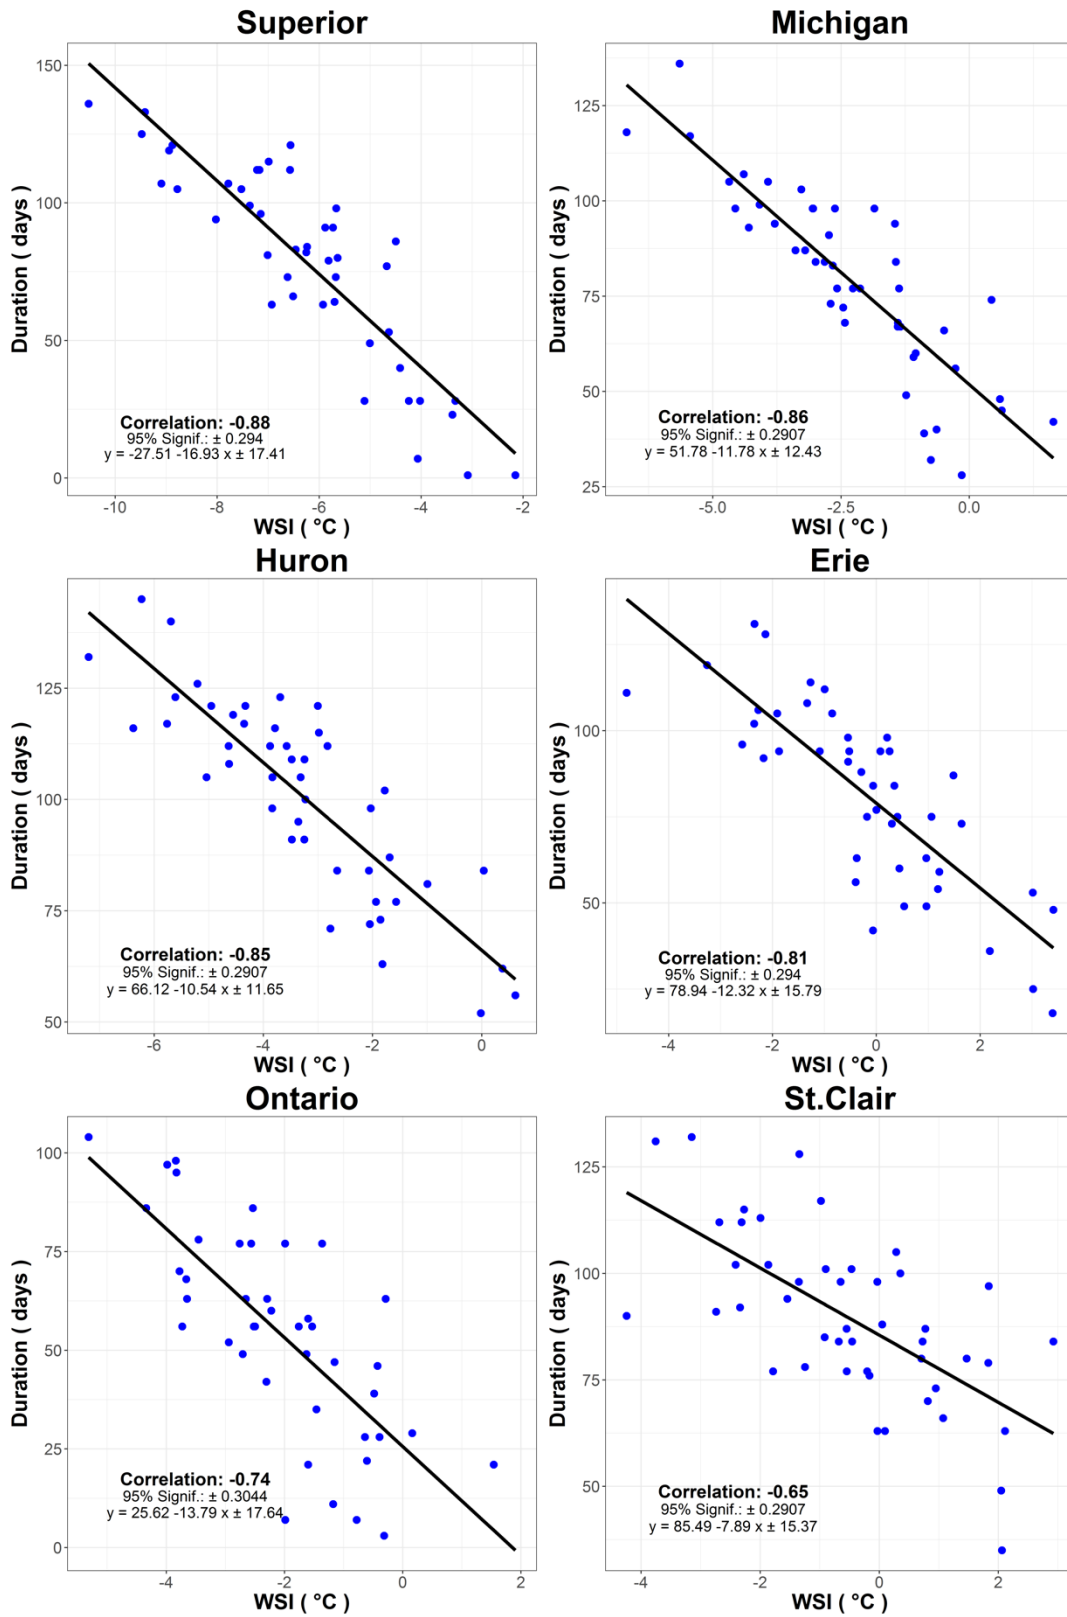 Superior
Duration ( days )
150
100
50
0
Correlation: -0.88
95% Signif.: ± 0.294
y = -27.51 -16.93 x ± 17.41
-10 -8 -6 -4 -2
WSI ( °C )
Michigan
Duration ( days )
125
100
75
50
25
Correlation: -0.86
95% Signif.: ± 0.2907
y = 51.78 -11.78 x ± 12.43
-5.0 -2.5 0.0
WSI ( °C )
Huron
Duration ( days )
125
100
75
50
Correlation: -0.85
95% Signif.: ± 0.2907
y = 66.12 -10.54 x ± 11.65
-6 -4 -2 0
WSI ( °C )
Erie
Duration ( days )
100
50
Correlation: -0.81
95% Signif.: ± 0.294
y = 78.94 -12.32 x ± 15.79
-4 -2 0 2
WSI ( °C )
Ontario
Duration ( days )
100
75
50
25
0
Correlation: -0.74
95% Signif.: ± 0.3044
y = 25.62 -13.79 x ± 17.64
-4 -2 0 2
WSI ( °C )
St.Clair
Duration ( days )
125
100
75
50
Correlation: -0.65
95% Signif.: ± 0.2907
y = 85.49 -7.89 x ± 15.37
-4 -2 0 2
WSI ( °C )